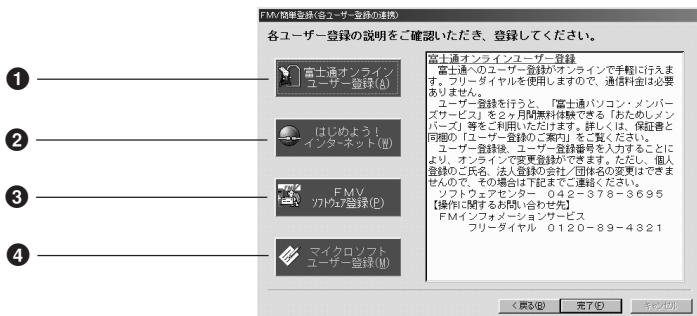 FMV簡単登録(各ユーザー登録の連携)
各ユーザー登録の説明をご確認いただき、登録してください。
❶
富士通オンライン
ユーザー登録(A)
❷
はじめよう!
インターネット(W)
❸
FMV
ソフトウェア登録(P)
❹
マイクロソフト
ユーザー登録(M)
富士通オンラインユーザー登録
富士通へのユーザー登録がオンラインで手軽に行えま
す。フリーダイヤルを使用しますので、通信料金は必要
ありません。
ユーザー登録を行うと、「富士通パソコン・メンバー
ズサービス」を2ヶ月間無料体験できる「おためしメン
バーズ」等をご利用いただけます。詳しくは、保証書と
同梱の「ユーザー登録のご案内」をご覧ください。
ユーザー登録後、ユーザー登録番号を入力することに
より、オンラインで変更登録ができます。ただし、個人
登録のご氏名、法人登録の会社/団体名の変更はできま
せんので、その場合は下記までご連絡ください。
ソフトウェアセンター 042-378-3695
【操作に関するお問い合わせ先】
FMインフォメーションサービス
フリーダイヤル 0120-89-4321
<戻る(B)
完了(F)
キャンセル